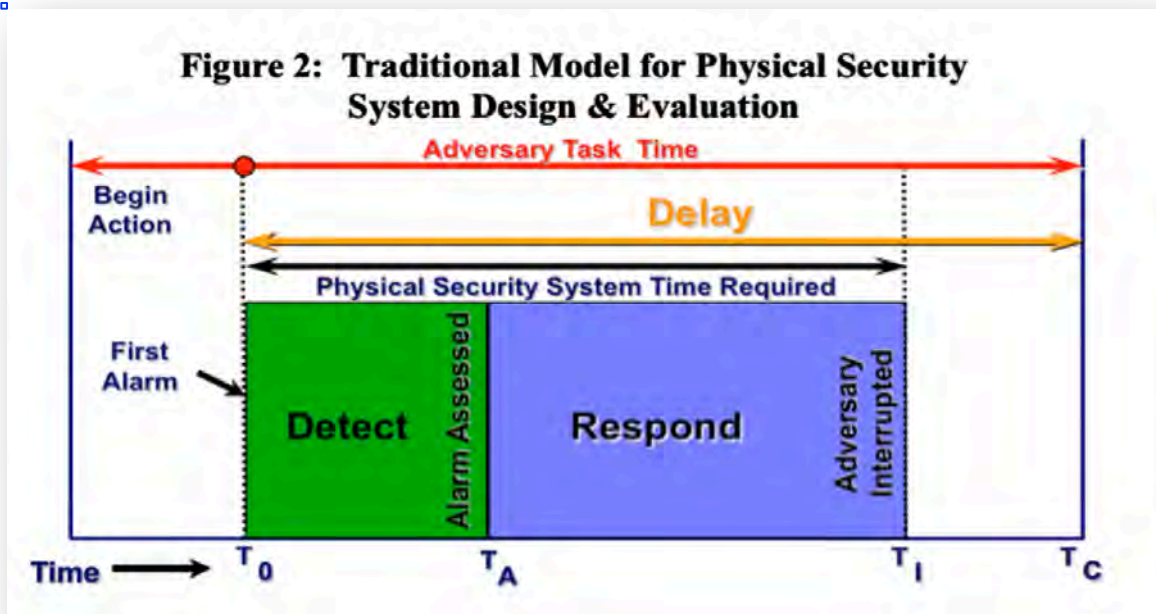 Figure 2: Traditional Model for Physical Security
System Design & Evaluation
Adversary Task Time
Begin
Action
Delay
Physical Security System Time Required
First
Alarm
Detect
Alarm Assessed
Respond
Adversary
Interrupted
Time
T0
TA
TI
TC